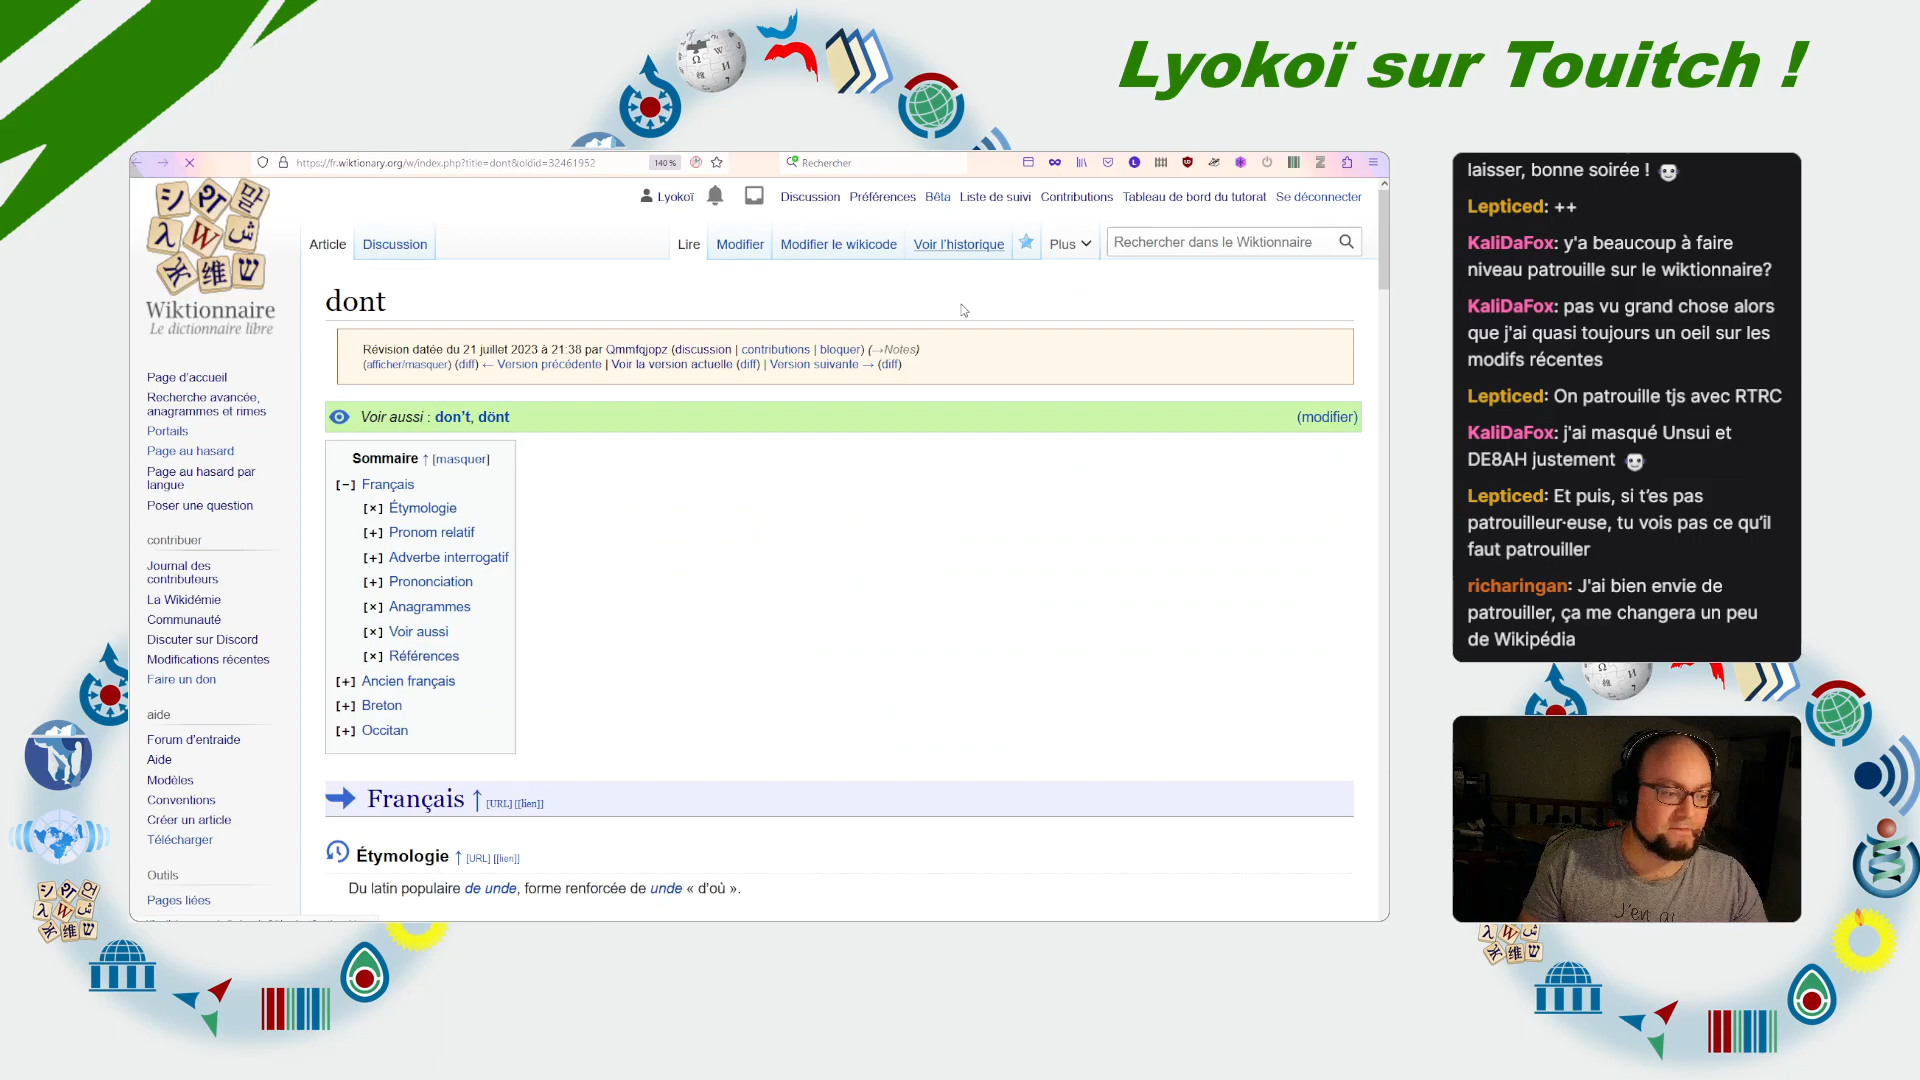 Lyokoï sur Touitch !
https://fr.wiktionary.org/w/index.php?title=dont&oldid=32461952
140 %
Rechercher
Lyokoï
Discussion
Préférences
Bêta
Liste de suivi
Contributions
Tableau de bord du tutorat
Se déconnecter
Article
Discussion
Lire
Modifier
Modifier le wikicode
Voir l'historique
Plus
Rechercher dans le Wiktionnaire
Wiktionnaire
Le dictionnaire libre
Page d'accueil
Recherche avancée,
anagrammes et rimes
Portails
Page au hasard
Page au hasard par
langue
Poser une question
contribuer
Journal des
contributeurs
La Wikidémie
Communauté
Discuter sur Discord
Modifications récentes
Faire un don
aide
Forum d'entraide
Aide
Modèles
Conventions
Créer un article
Télécharger
Outils
Pages liées
dont
Révision datée du 21 juillet 2023 à 21:38 par Qmmfqjopz (discussion | contributions | bloquer) (→Notes)
(afficher/masquer) (diff) ← Version précédente | Voir la version actuelle (diff) | Version suivante → (diff)
Voir aussi : don't, dönt
(modifier)
Sommaire ↑ [masquer]
[−] Français
[×] Étymologie
[+] Pronom relatif
[+] Adverbe interrogatif
[+] Prononciation
[×] Anagrammes
[×] Voir aussi
[×] Références
[+] Ancien français
[+] Breton
[+] Occitan
Français ↑ [URL] [[lien]]
Étymologie ↑ [URL] [[lien]]
Du latin populaire de unde, forme renforcée de unde « d'où ».
laisser, bonne soirée !
Lepticed: ++
KaliDaFox: y'a beaucoup à faire
niveau patrouille sur le wiktionnaire?
KaliDaFox: pas vu grand chose alors
que j'ai quasi toujours un oeil sur les
modifs récentes
Lepticed: On patrouille tjs avec RTRC
KaliDaFox: j'ai masqué Unsui et
DE8AH justement
Lepticed: Et puis, si t'es pas
patrouilleur·euse, tu vois pas ce qu'il
faut patrouiller
richaringan: J'ai bien envie de
patrouiller, ça me changera un peu
de Wikipédia
J'en ai